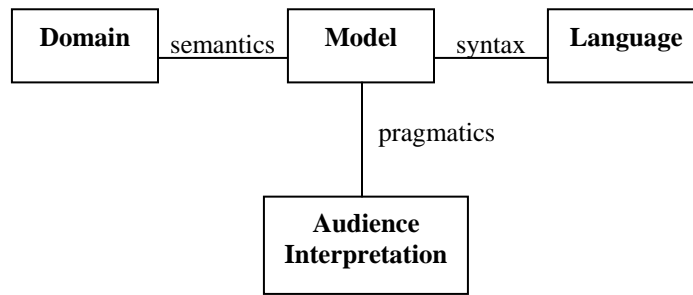 Domain
semantics
Model
syntax
Language
pragmatics
Audience
Interpretation